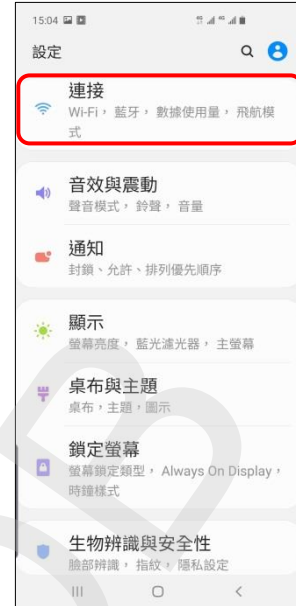 15:04
設定
連接
Wi-Fi， 藍牙， 數據使用量， 飛航模
式
音效與震動
聲音模式， 鈴聲， 音量
通知
封鎖、允許、排列優先順序
顯示
螢幕亮度， 藍光濾光器， 主螢幕
桌布與主題
桌布，主題，圖示
鎖定螢幕
螢幕鎖定類型， Always On Display，
時鐘樣式
生物辨識與安全性
臉部辨識， 指紋， 隱私設定